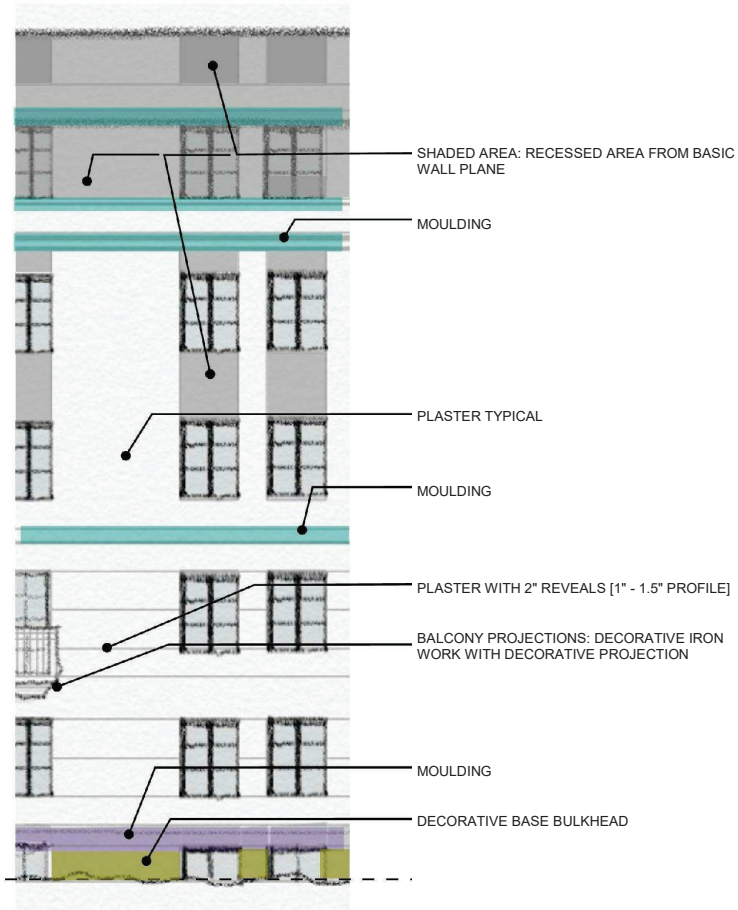 SHADED AREA: RECESSED AREA FROM BASIC
WALL PLANE
MOULDING
PLASTER TYPICAL
MOULDING
PLASTER WITH 2" REVEALS [1" - 1.5" PROFILE]
BALCONY PROJECTIONS: DECORATIVE IRON
WORK WITH DECORATIVE PROJECTION
MOULDING
DECORATIVE BASE BULKHEAD